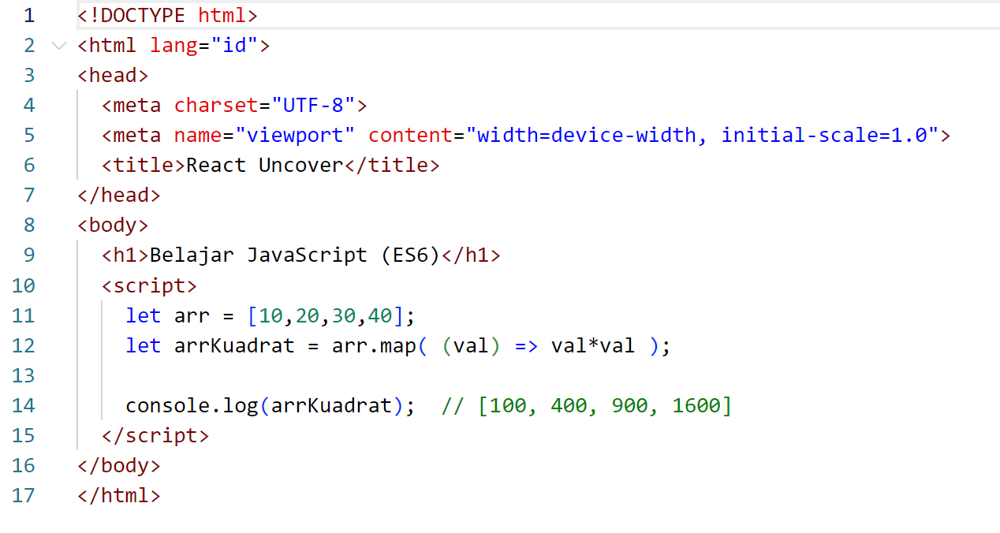 1 <!DOCTYPE html>
2 <html lang="id">
3 <head>
4   <meta charset="UTF-8">
5   <meta name="viewport" content="width=device-width, initial-scale=1.0">
6   <title>React Uncover</title>
7 </head>
8 <body>
9   <h1>Belajar JavaScript (ES6)</h1>
10   <script>
11     let arr = [10,20,30,40];
12     let arrKuadrat = arr.map( (val) => val*val );
13
14     console.log(arrKuadrat);  // [100, 400, 900, 1600]
15   </script>
16 </body>
17 </html>